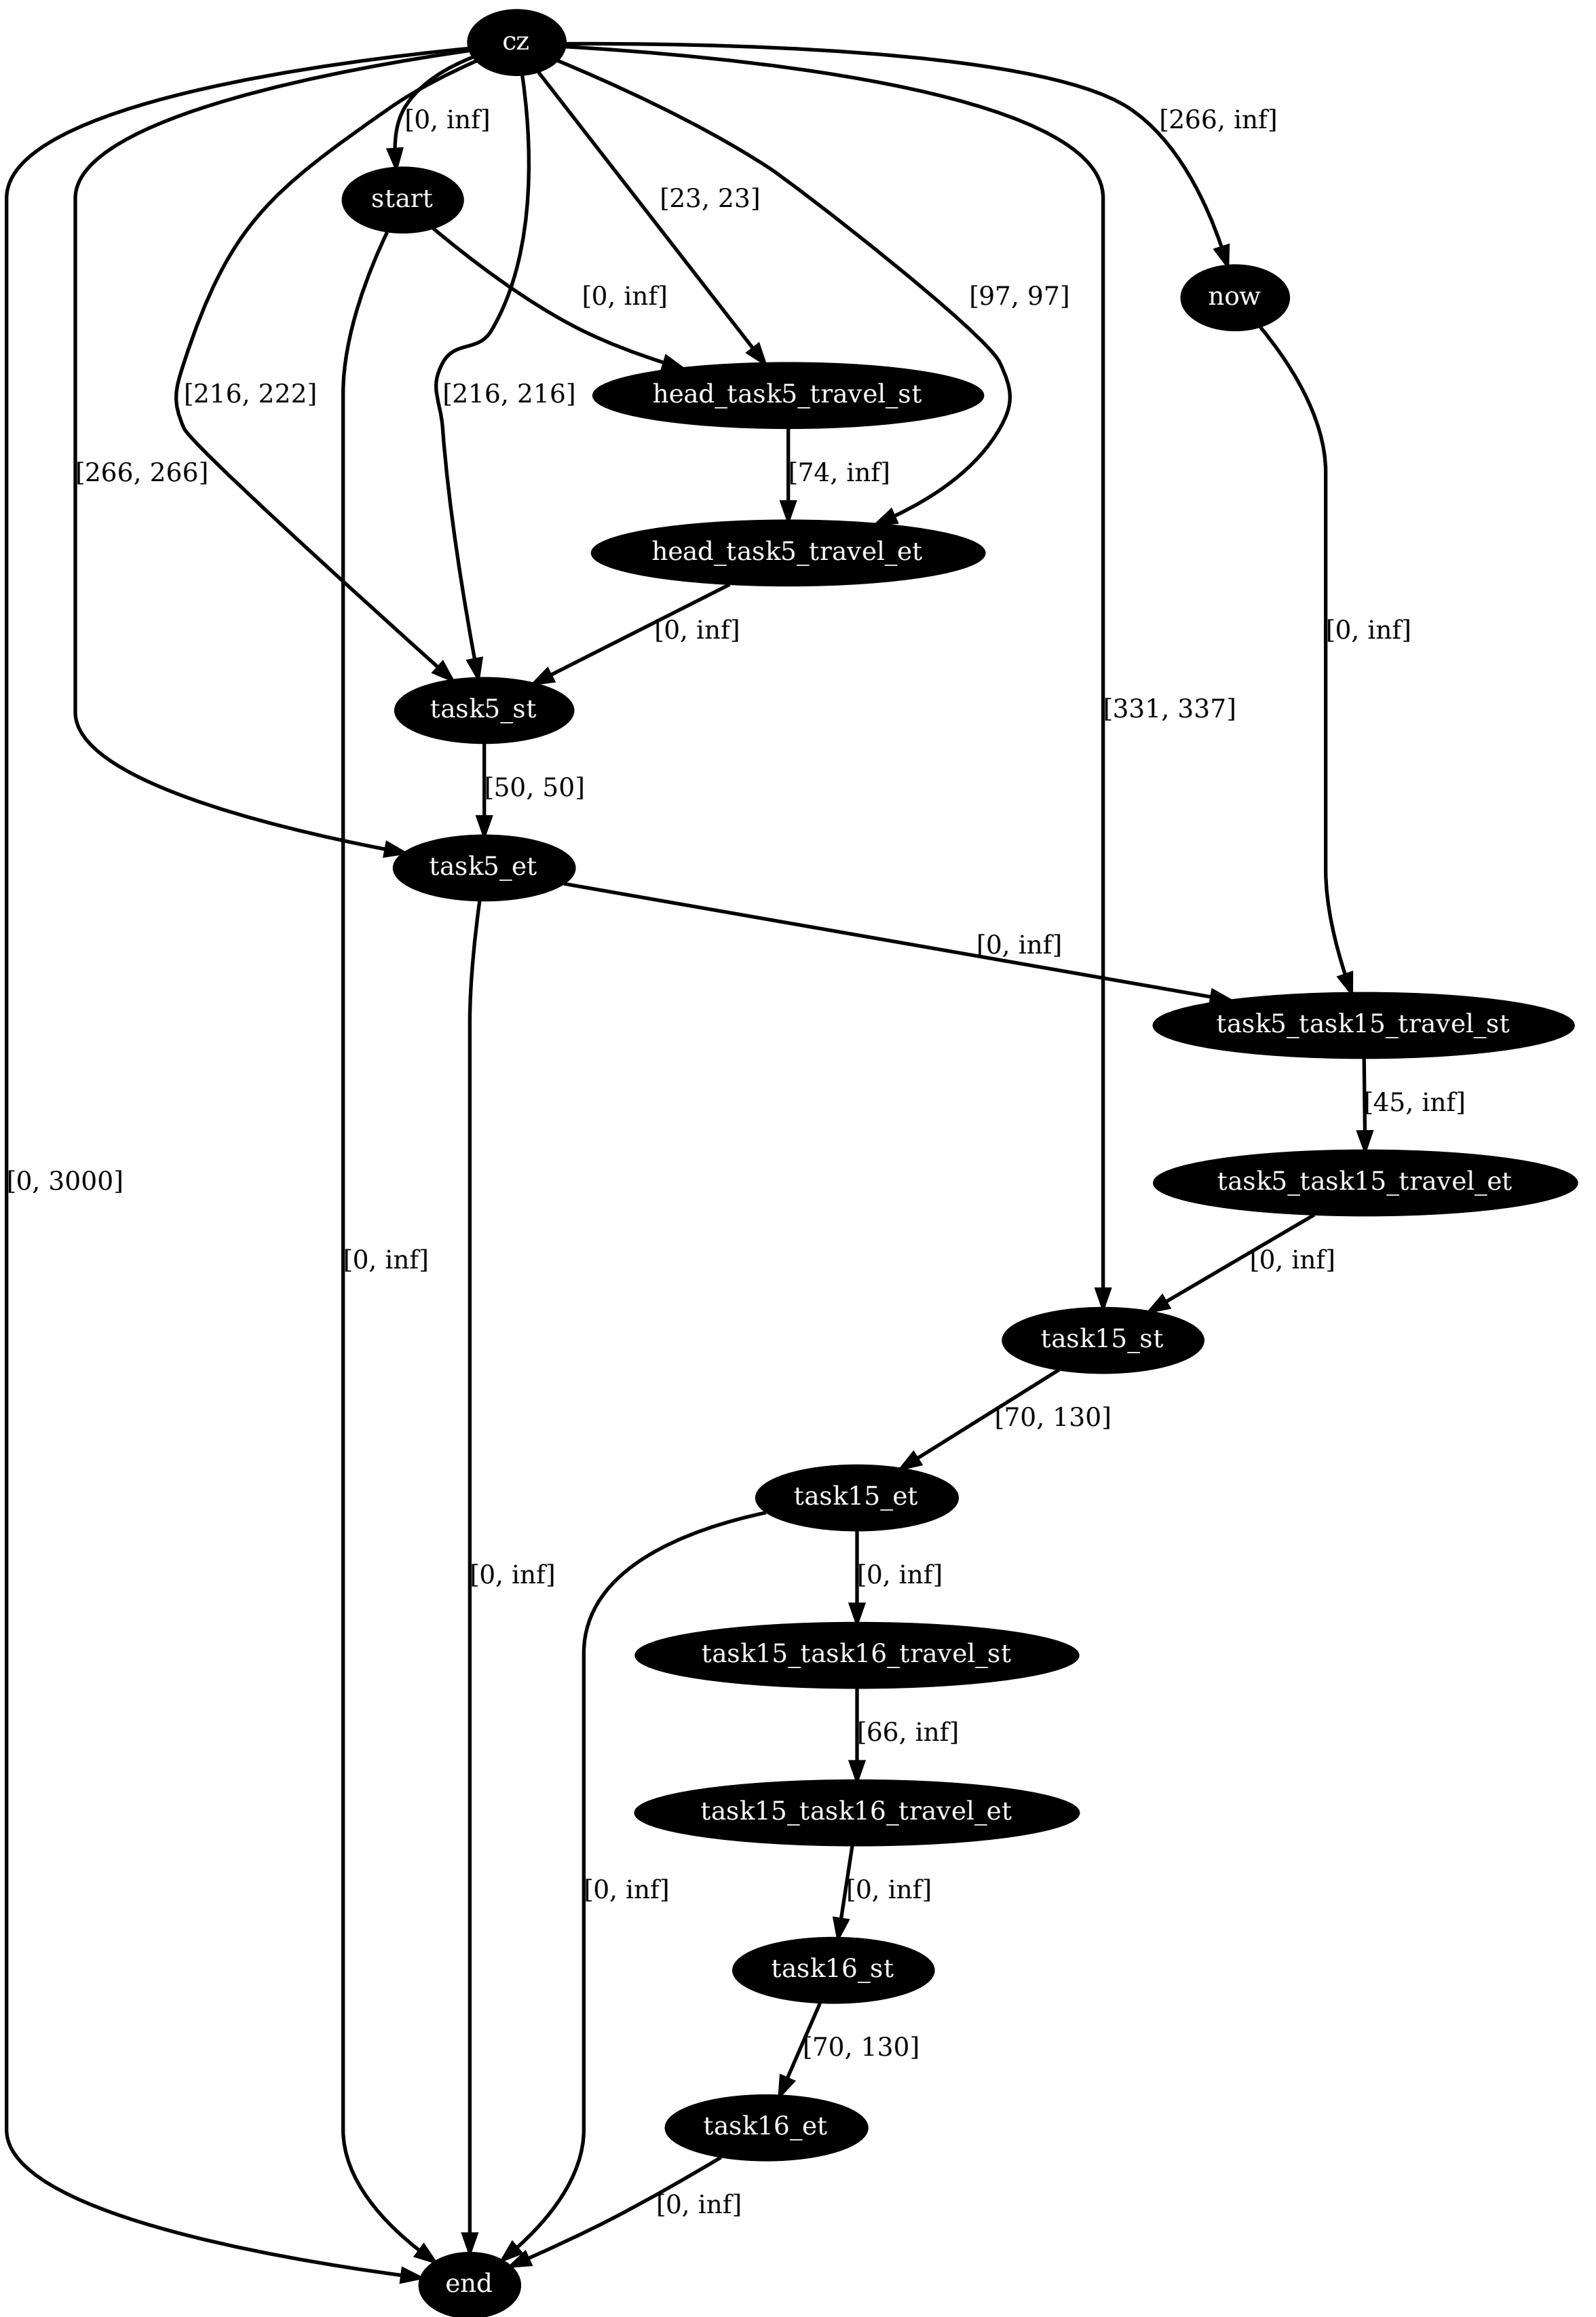 cz
[0, inf]
[266, inf]
start
[23, 23]
[0, inf]
[97, 97]
now
[216, 222]
[216, 216]
head_task5_travel_st
[266, 266]
[74, inf]
head_task5_travel_et
[0, inf]
[0, inf]
task5_st
[331, 337]
[50, 50]
task5_et
[0, inf]
task5_task15_travel_st
[45, inf]
[0, 3000]
task5_task15_travel_et
[0, inf]
[0, inf]
task15_st
[70, 130]
task15_et
[0, inf]
[0, inf]
task15_task16_travel_st
[66, inf]
task15_task16_travel_et
[0, inf]
[0, inf]
task16_st
[70, 130]
task16_et
[0, inf]
end